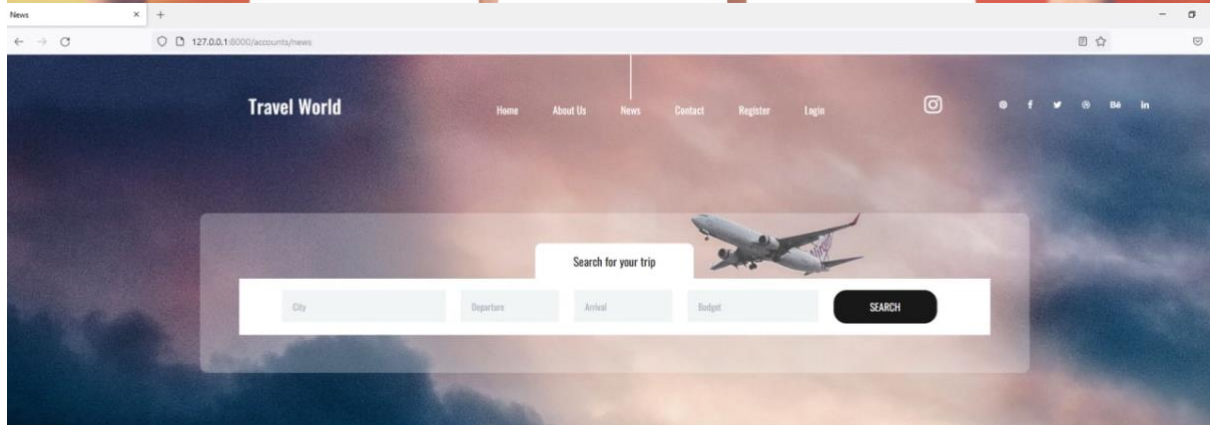 News
127.0.0.1:8000/accounts/news
Travel World
Home About Us News Contact Register Login
Bē in
Search for your trip
City Departure Arrival Budget SEARCH